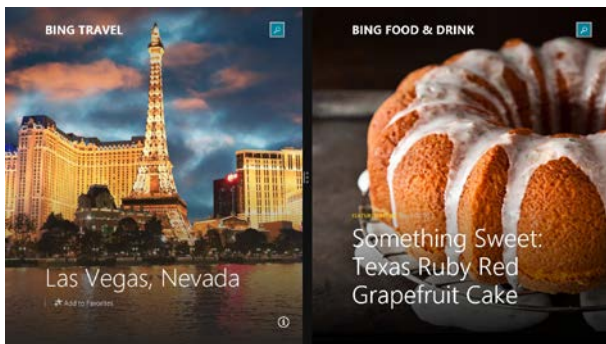 BING TRAVEL
Las Vegas, Nevada
Add to Favorites
BING FOOD & DRINK
Something Sweet:
Texas Ruby Red
Grapefruit Cake